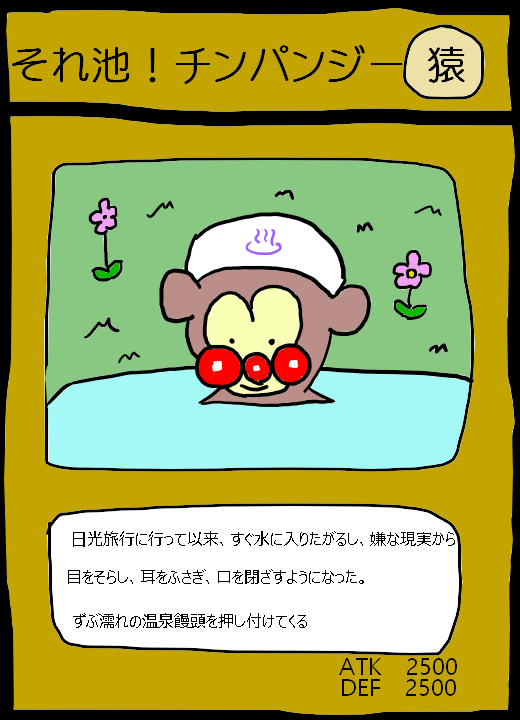 それ池！チンパンジー 猿
日光旅行に行って以来、すぐ水に入りたがるし、嫌な現実から
目をそらし、耳をふさぎ、口を閉ざすようになった。
ずぶ濡れの温泉饅頭を押し付けてくる
ATK 2500
DEF 2500